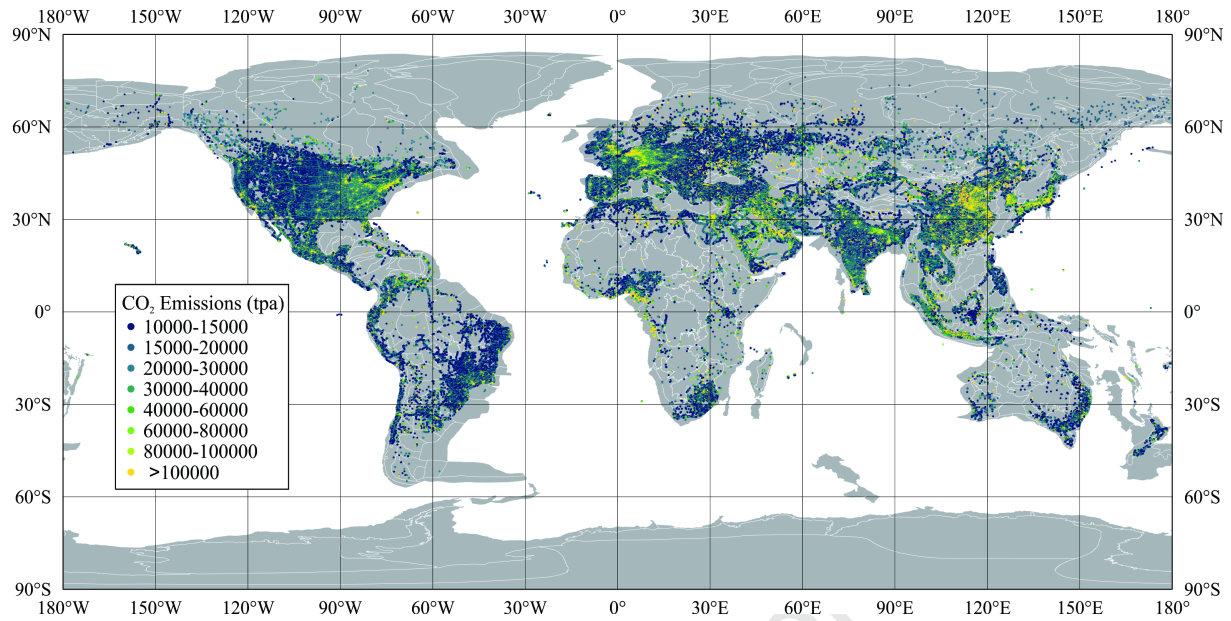 180°W 150°W 120°W 90°W 60°W 30°W 0° 30°E 60°E 90°E 120°E 150°E 180°
90°N 90°N
60°N 60°N
30°N 30°N
0° 0°
30°S 30°S
60°S 60°S
90°S 90°S
CO₂ Emissions (tpa)
10000-15000
15000-20000
20000-30000
30000-40000
40000-60000
60000-80000
80000-100000
>100000
180°W 150°W 120°W 90°W 60°W 30°W 0° 30°E 60°E 90°E 120°E 150°E 180°